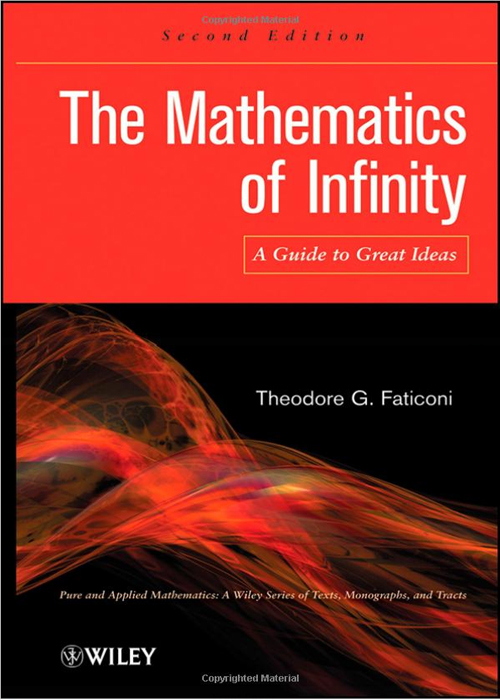 Copyrighted Material
Second Edition
The Mathematics
of Infinity
A Guide to Great Ideas
Theodore G. Faticoni
Pure and Applied Mathematics: A Wiley Series of Texts, Monographs, and Tracts
WILEY
Copyrighted Material